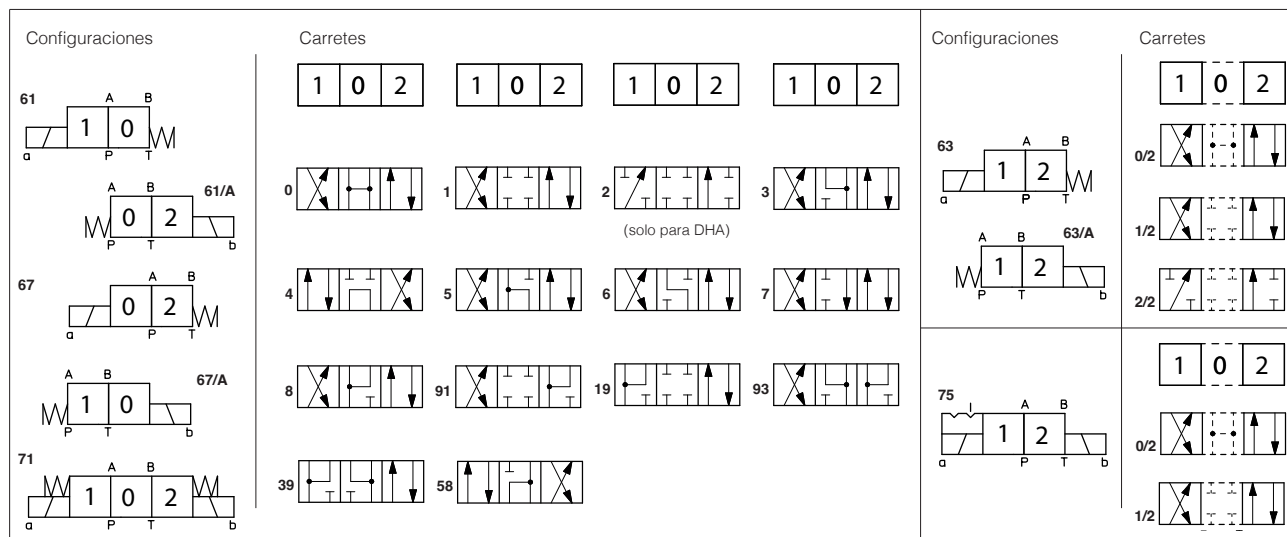 Configuraciones
Carretes
1 0 2
1 0 2
1 0 2
1 0 2
61
A B
1 0
a P T
A B 61/A
0 2
P T b
67
A B
0 2
a P T
A B 67/A
1 0
P T b
71
A B
1 0 2
a P T b
0
1
2
3
(solo para DHA)
4
5
6
7
8
91
19
93
39
58
Configuraciones
Carretes
1 0 2
63
A B
1 2
a P T
63/A
A B
1 2
P T b
0/2
1/2
2/2
75
I A B
1 2
a P T b
1 0 2
0/2
1/2